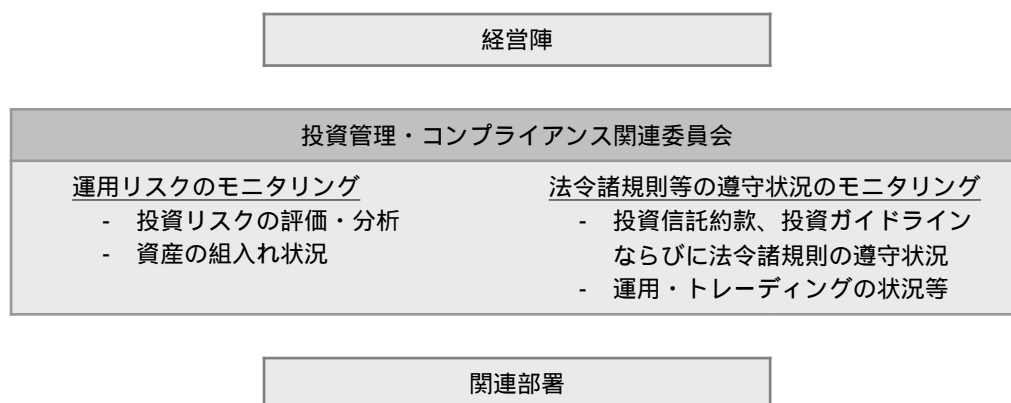 経営陣
投資管理・コンプライアンス関連委員会
運用リスクのモニタリング
- 投資リスクの評価・分析
- 資産の組入れ状況
法令諸規則等の遵守状況のモニタリング
- 投資信託約款、投資ガイドライン
ならびに法令諸規則の遵守状況
- 運用・トレーディングの状況等
関連部署